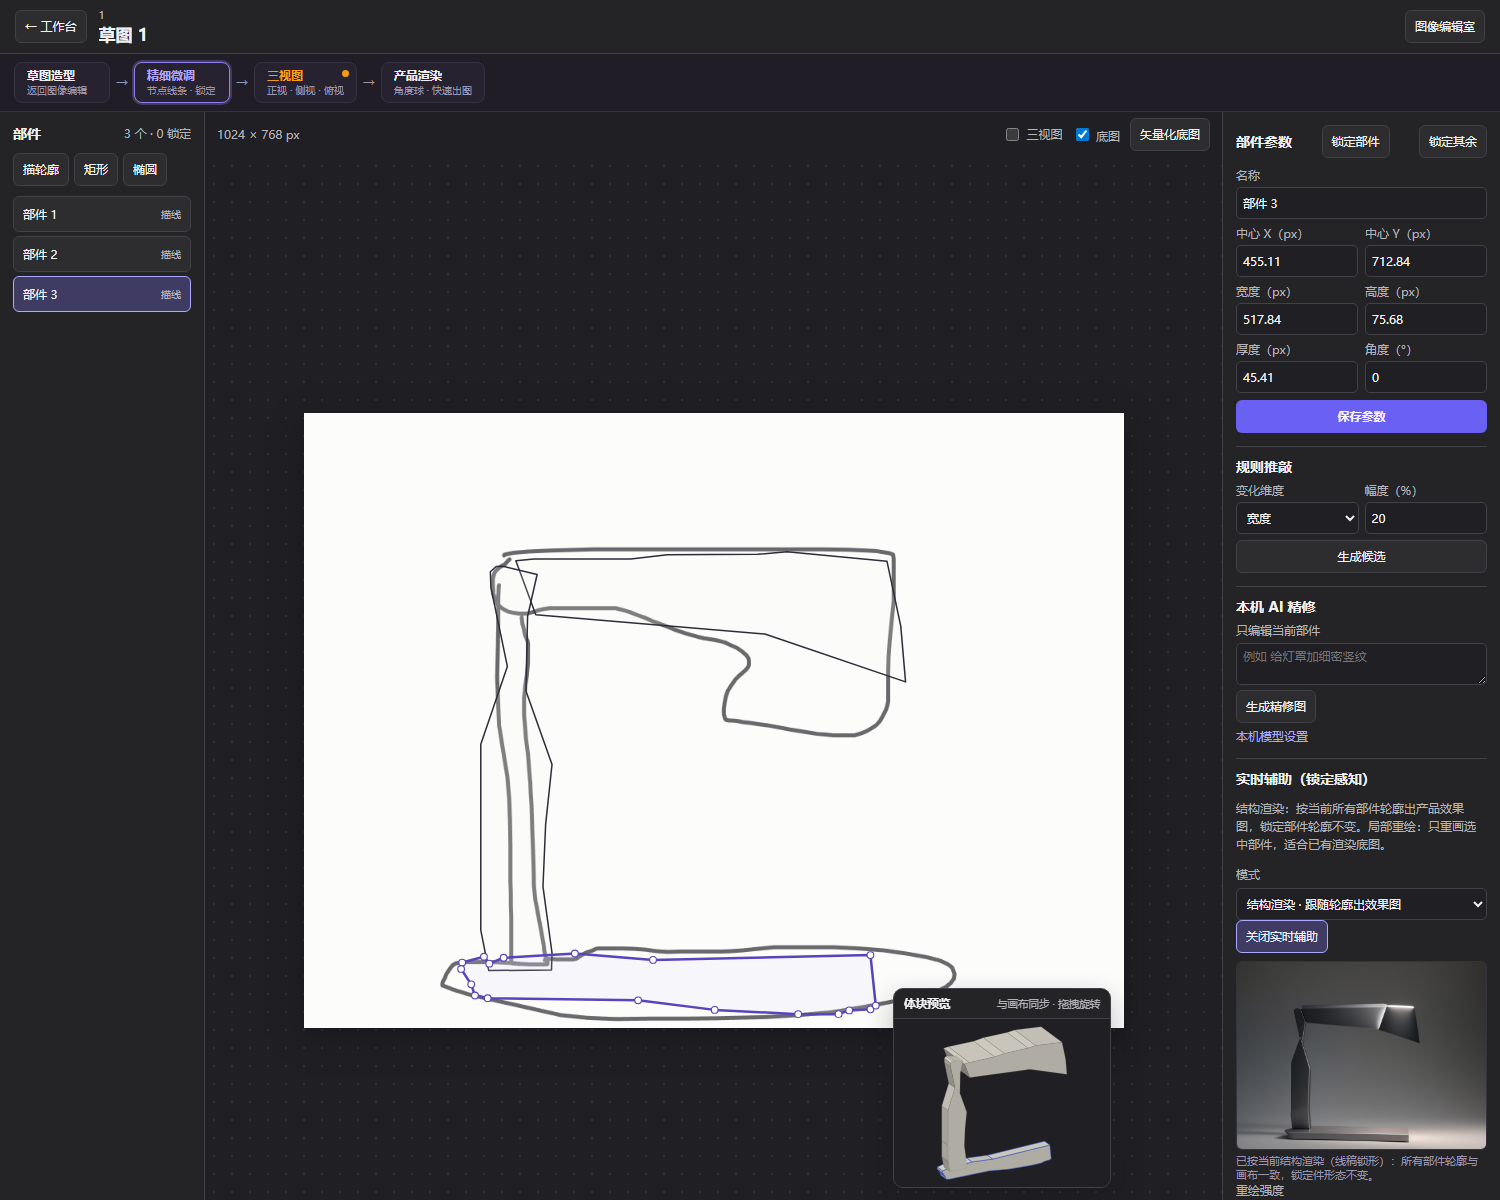 ← 工作台
1
草图 1
图像编辑室
草图造型
返回图像编辑
→
精细微调
节点线条 · 锁定
→
三视图
正视 · 侧视 · 俯视
→
产品渲染
角度球 · 快速出图
部件
3 个 · 0 锁定
描轮廓
矩形
椭圆
部件 1
描线
部件 2
描线
部件 3
描线
1024 × 768 px
三视图
底图
矢量化底图
体块预览
与画布同步 · 拖拽旋转
部件参数
锁定部件
锁定其余
名称
部件 3
中心 X（px）
中心 Y（px）
455.11
712.84
宽度（px）
高度（px）
517.84
75.68
厚度（px）
角度（°）
45.41
0
保存参数
规则推敲
变化维度
幅度（%）
宽度
20
生成候选
本机 AI 精修
只编辑当前部件
例如 给灯罩加细密竖纹
生成精修图
本机模型设置
实时辅助（锁定感知）
结构渲染：按当前所有部件轮廓出产品效果
图，锁定部件轮廓不变。局部重绘：只重画选
中部件，适合已有渲染底图。
模式
结构渲染 · 跟随轮廓出效果图
关闭实时辅助
已按当前结构渲染（线稿锁形）：所有部件轮廓与
画布一致，锁定件形态不变。
重绘强度